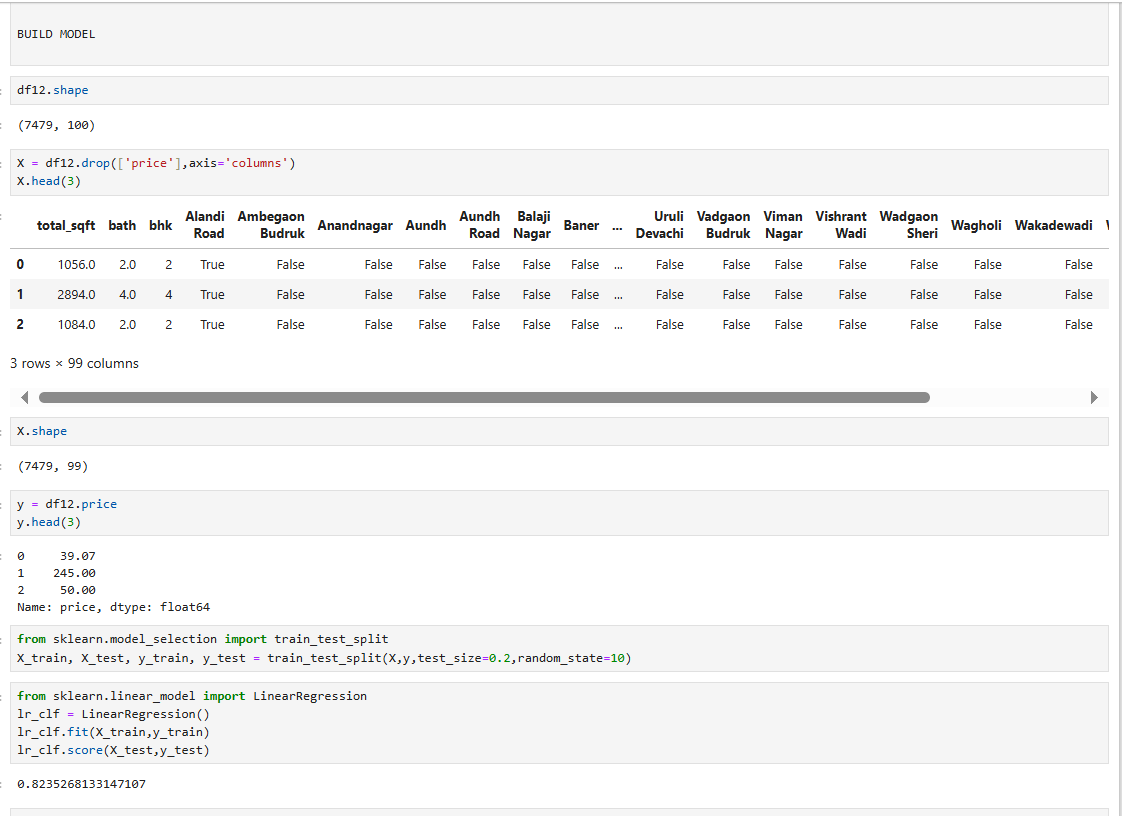 BUILD MODEL
df12.shape
(7479, 100)
X = df12.drop(['price'],axis='columns')
X.head(3)
total_sqft bath bhk Alandi Road Ambegaon Budruk Anandnagar Aundh Aundh Road Balaji Nagar Baner ... Uruli Devachi Vadgaon Budruk Viman Nagar Vishrant Wadi Wadgaon Sheri Wagholi Wakadewadi
0 1056.0 2.0 2 True False False False False False False ... False False False False False False False
1 2894.0 4.0 4 True False False False False False False ... False False False False False False False
2 1084.0 2.0 2 True False False False False False False ... False False False False False False False
3 rows × 99 columns
X.shape
(7479, 99)
y = df12.price
y.head(3)
0 39.07
1 245.00
2 50.00
Name: price, dtype: float64
from sklearn.model_selection import train_test_split
X_train, X_test, y_train, y_test = train_test_split(X,y,test_size=0.2,random_state=10)
from sklearn.linear_model import LinearRegression
lr_clf = LinearRegression()
lr_clf.fit(X_train,y_train)
lr_clf.score(X_test,y_test)
0.8235268133147107